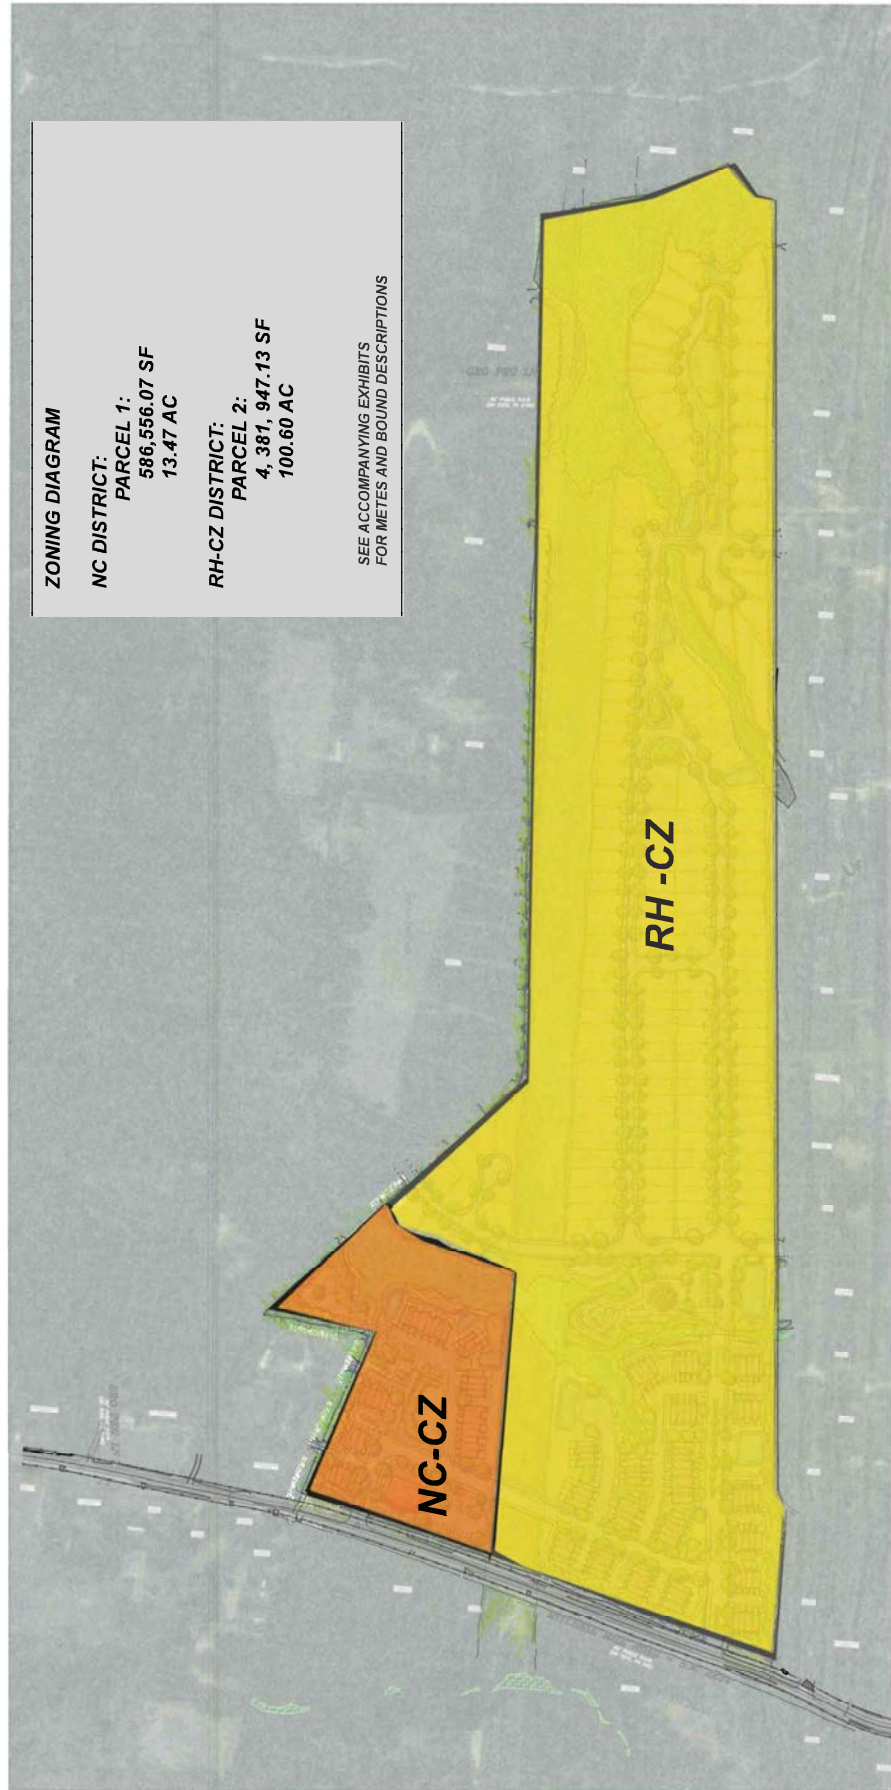 ZONING DIAGRAM
NC DISTRICT:
PARCEL 1:
586,556.07 SF
13.47 AC
RH-CZ DISTRICT:
PARCEL 2:
4, 381, 947.13 SF
100.60 AC
SEE ACCOMPANYING EXHIBITS
FOR METES AND BOUND DESCRIPTIONS
NC-CZ
RH -CZ